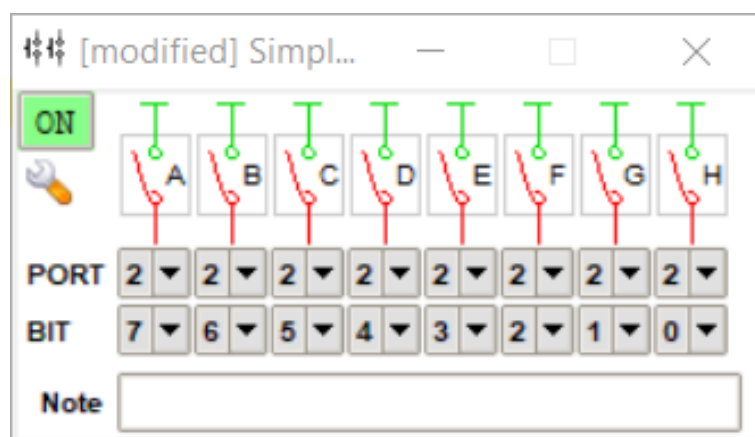 [modified] Simpl...
ON
A B C D E F G H
PORT 2 2 2 2 2 2 2 2
BIT 7 6 5 4 3 2 1 0
Note